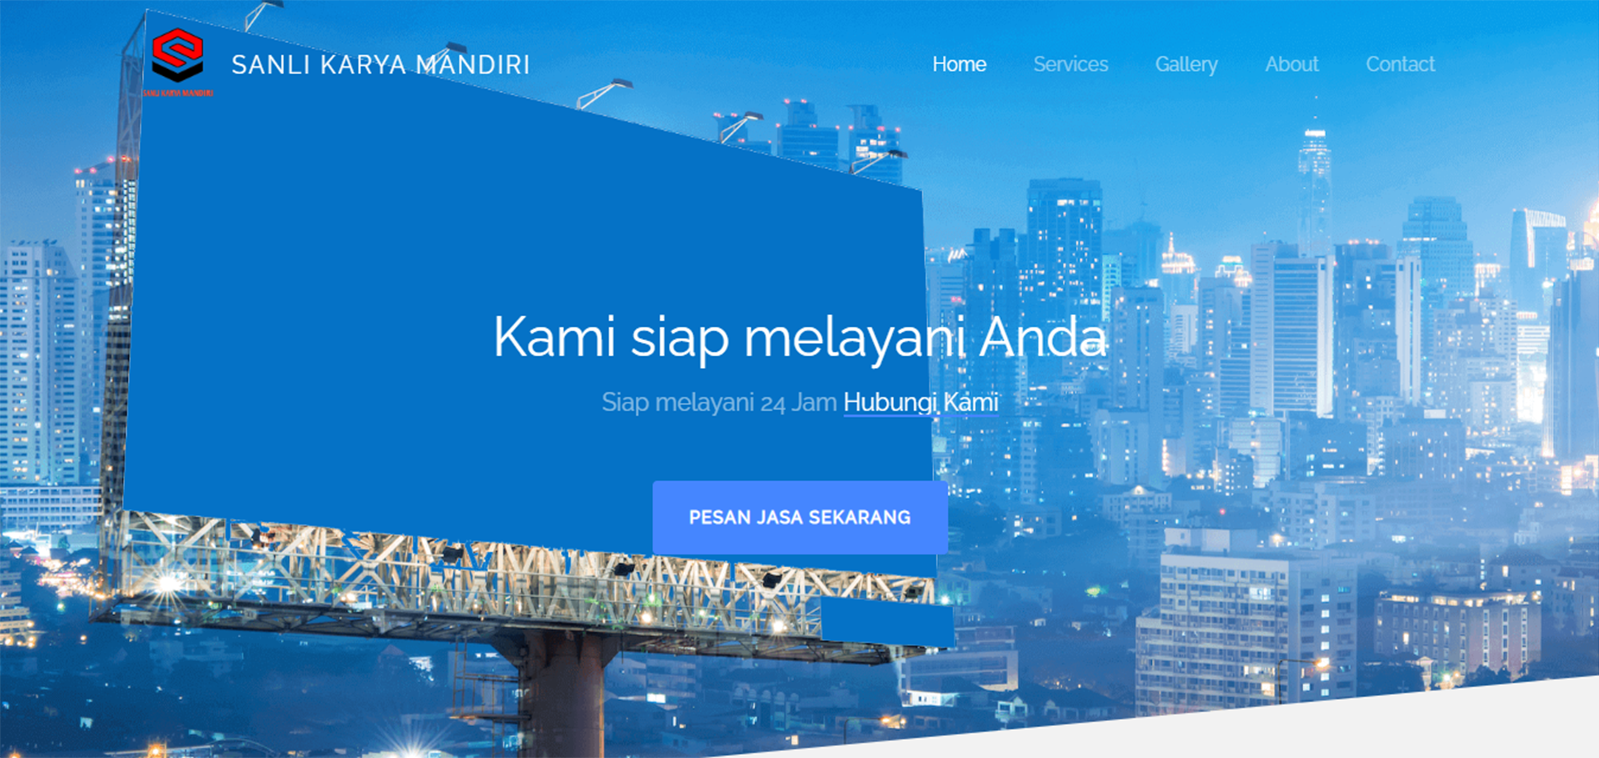 SANLI KARYA MANDIRI
SANLI KARYA MANDIRI
Home Services Gallery About Contact
Kami siap melayani Anda
Siap melayani 24 Jam Hubungi Kami
PESAN JASA SEKARANG